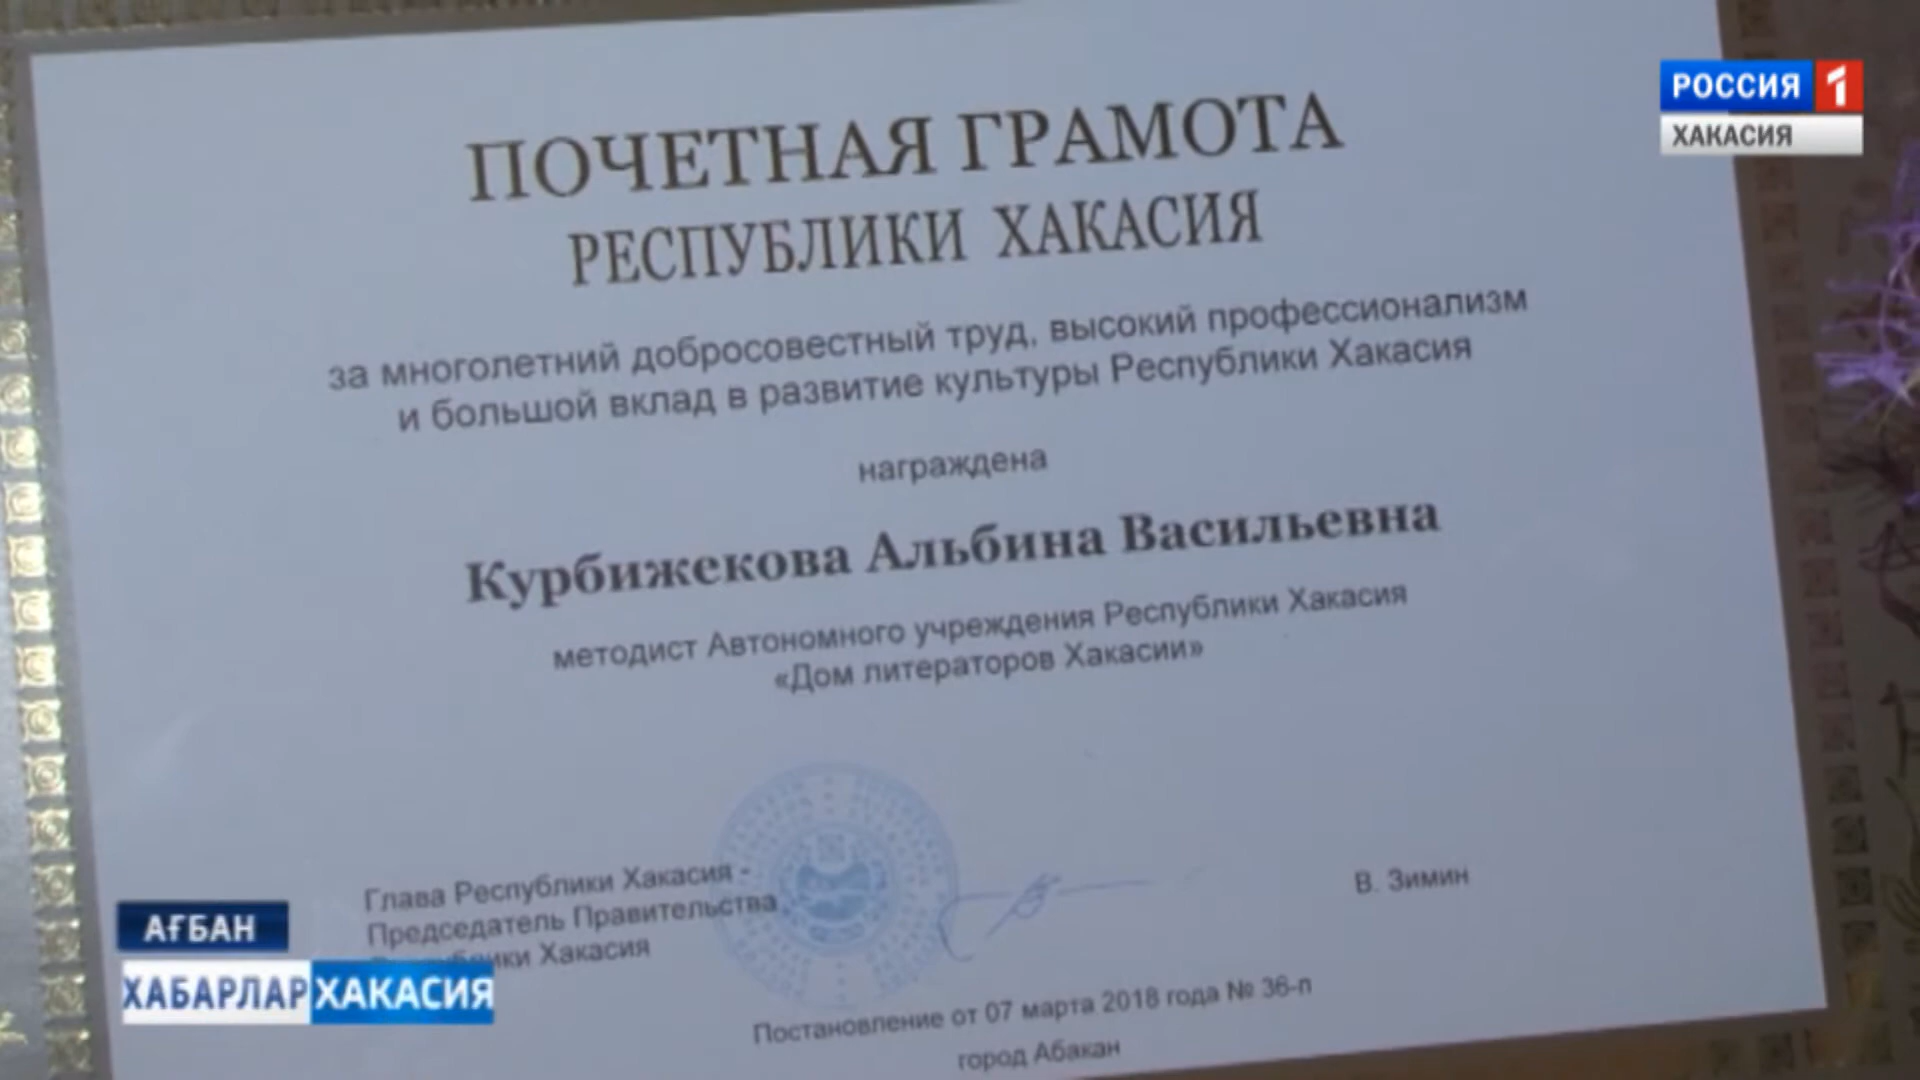 РОССИЯ 1
ХАКАСИЯ
ПОЧЕТНАЯ ГРАМОТА
РЕСПУБЛИКИ ХАКАСИЯ
за многолетний добросовестный труд, высокий профессионализм
и большой вклад в развитие культуры Республики Хакасия
награждена
Курбижекова Альбина Васильевна
методист Автономного учреждения Республики Хакасия
«Дом литераторов Хакасии»
Глава Республики Хакасия -
Председатель Правительства
Республики Хакасия
В. Зимин
Постановление от 07 марта 2018 года № 36-п
город Абакан
АҒБАН
ХАБАРЛАР ХАКАСИЯ